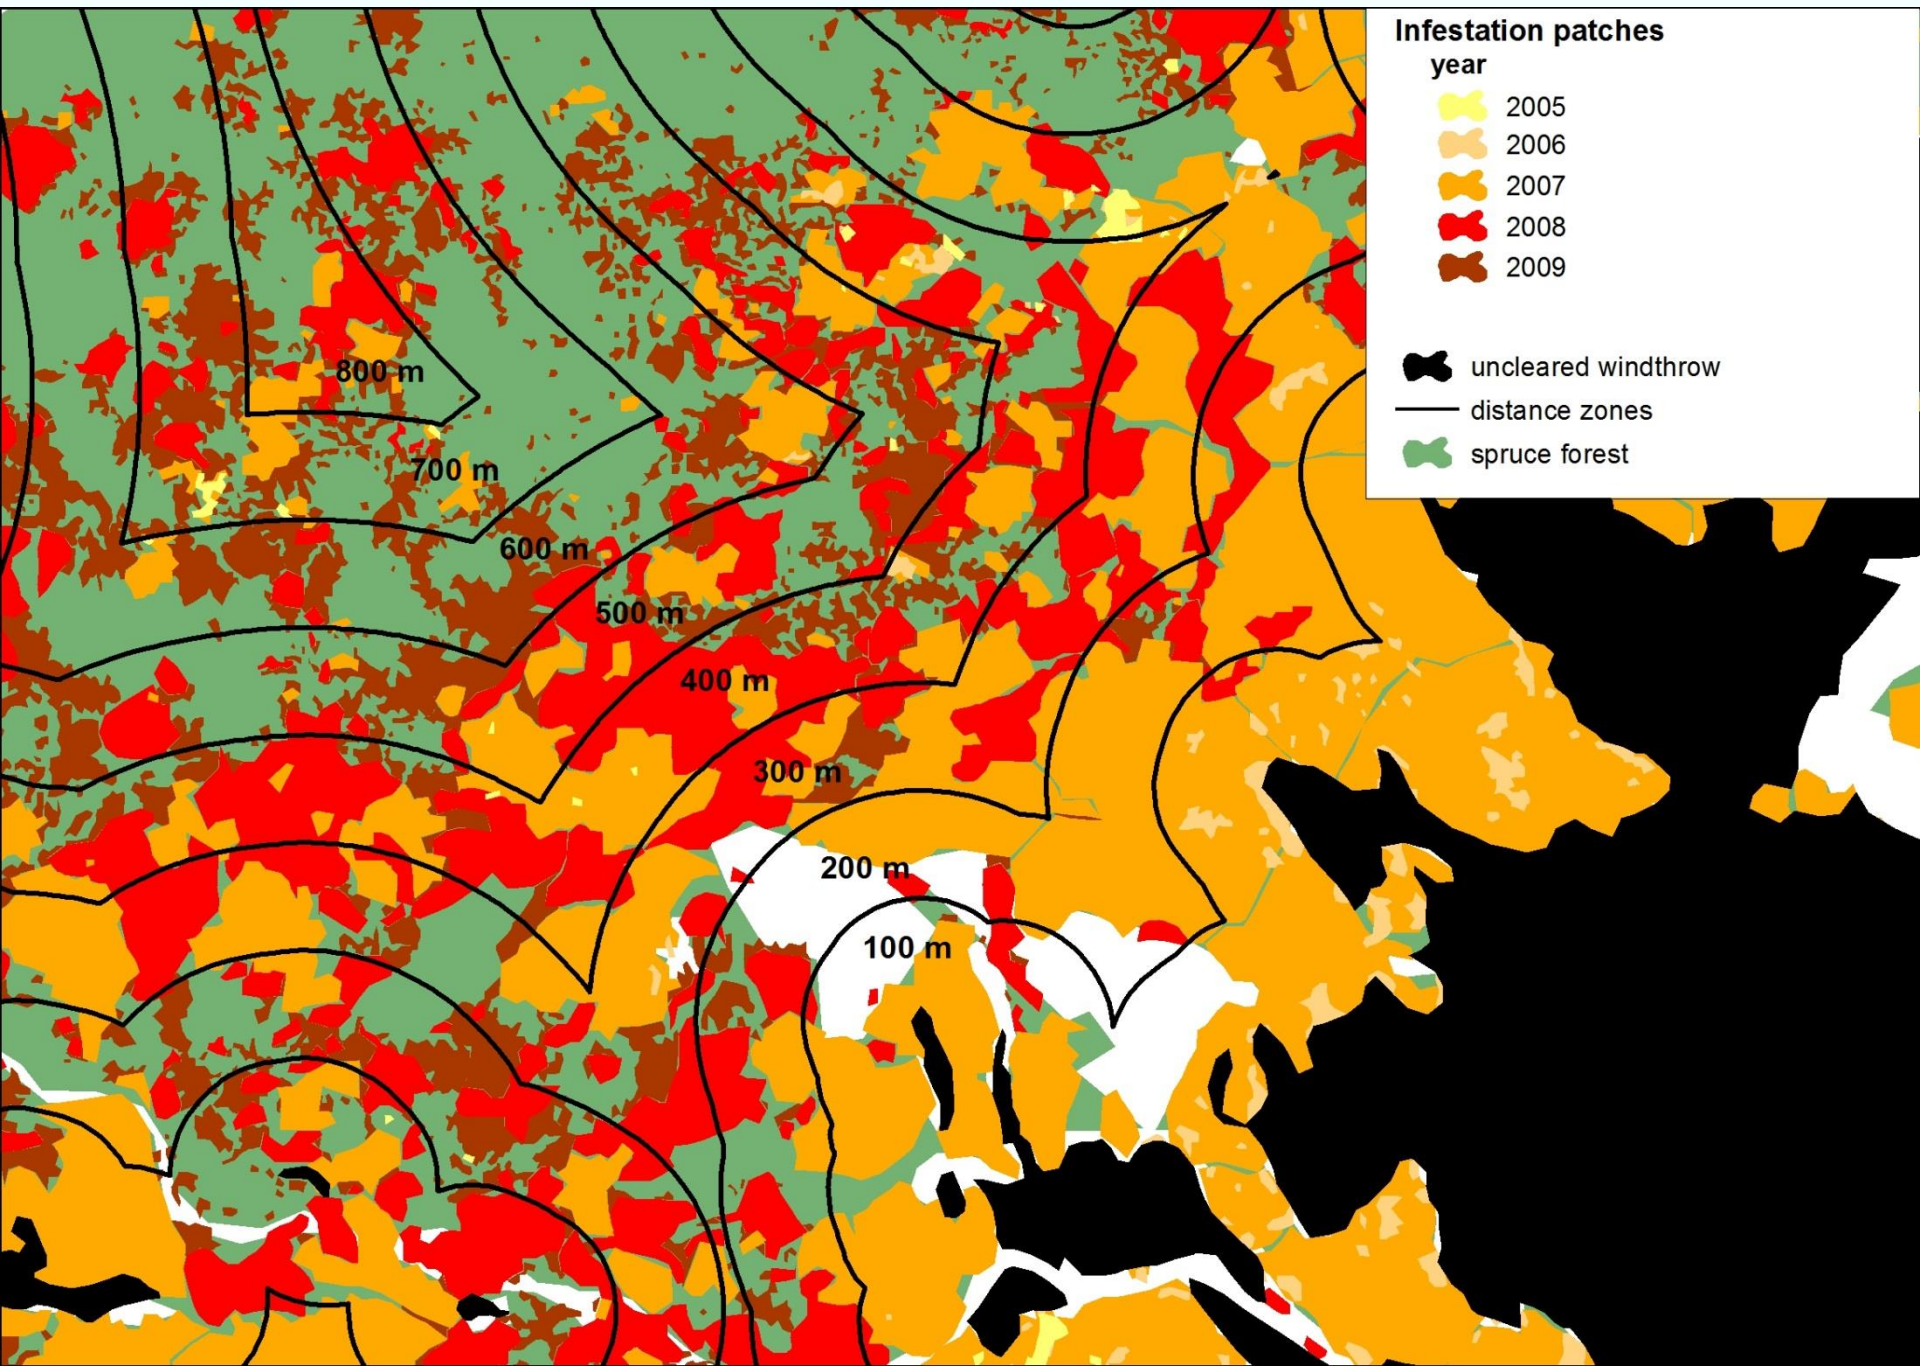 Infestation patches
year
2005
2006
2007
2008
2009
uncleared windthrow
distance zones
spruce forest
800 m
700 m
600 m
500 m
400 m
300 m
200 m
100 m